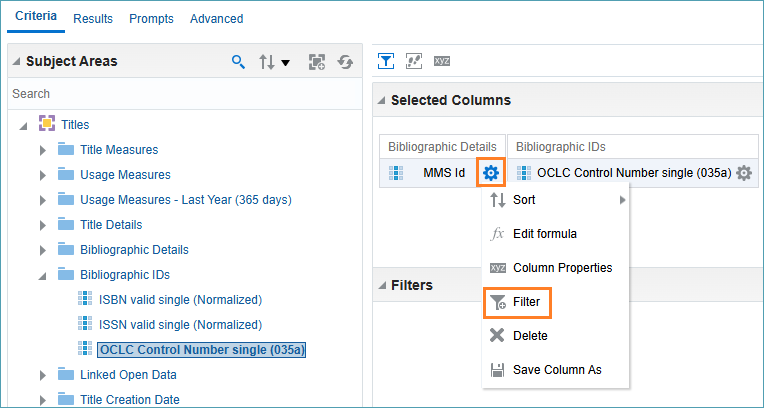 Criteria Results Prompts Advanced
Subject Areas
Search
Titles
Title Measures
Usage Measures
Usage Measures - Last Year (365 days)
Title Details
Bibliographic Details
Bibliographic IDs
ISBN valid single (Normalized)
ISSN valid single (Normalized)
OCLC Control Number single (035a)
Linked Open Data
Title Creation Date
xyz
Selected Columns
Bibliographic Details Bibliographic IDs
MMS Id OCLC Control Number single (035a)
Sort
fx Edit formula
xyz Column Properties
Filters
Filter
Delete
Save Column As